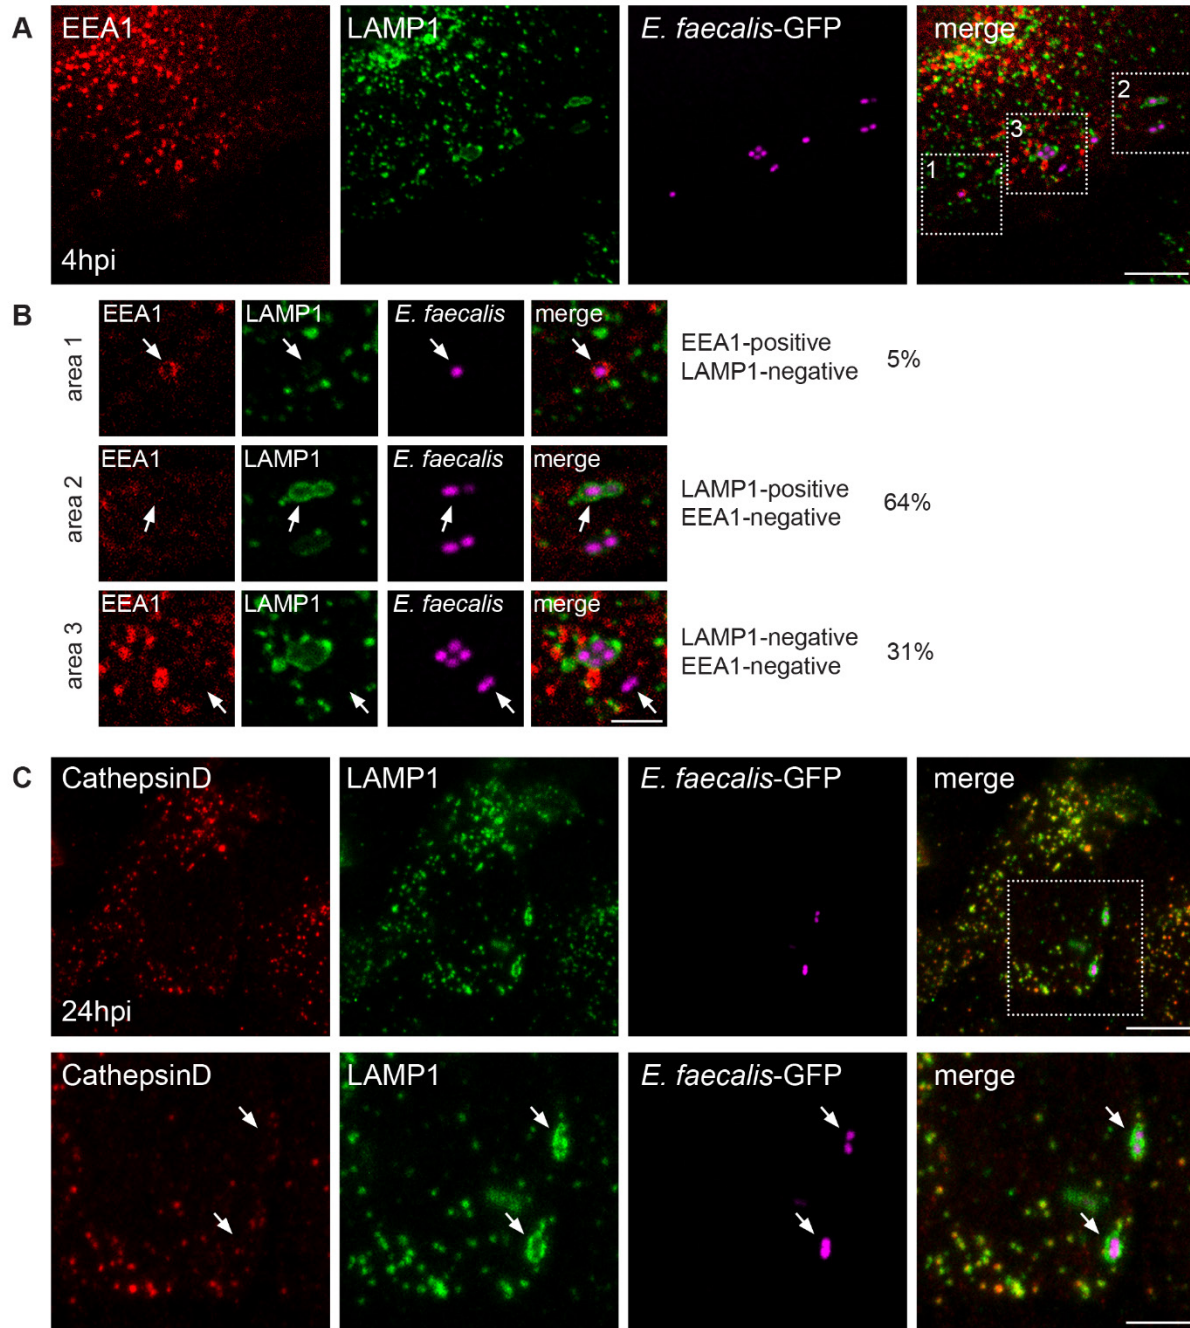 A
EEA1
LAMP1
E. faecalis-GFP
merge
1
2
3
4hpi
B
area 1
EEA1
LAMP1
E. faecalis
merge
EEA1-positive
LAMP1-negative
5%
area 2
EEA1
LAMP1
E. faecalis
merge
LAMP1-positive
EEA1-negative
64%
area 3
EEA1
LAMP1
E. faecalis
merge
LAMP1-negative
EEA1-negative
31%
C
CathepsinD
LAMP1
E. faecalis-GFP
merge
24hpi
CathepsinD
LAMP1
E. faecalis-GFP
merge